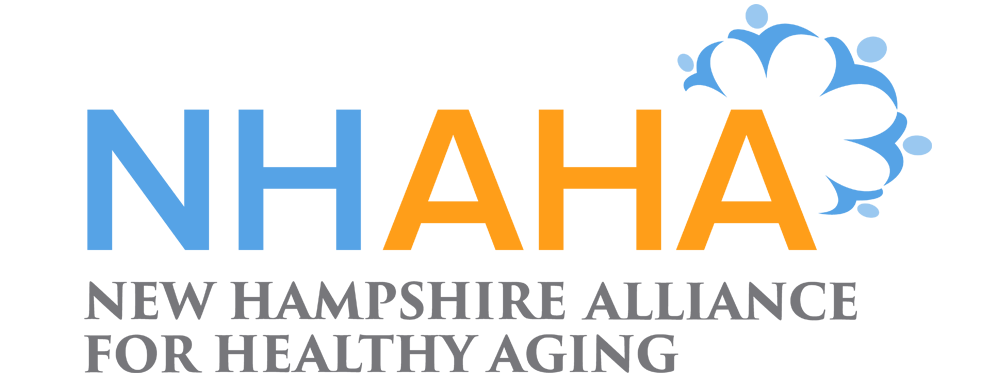 NHAHA
NEW HAMPSHIRE ALLIANCE
FOR HEALTHY AGING